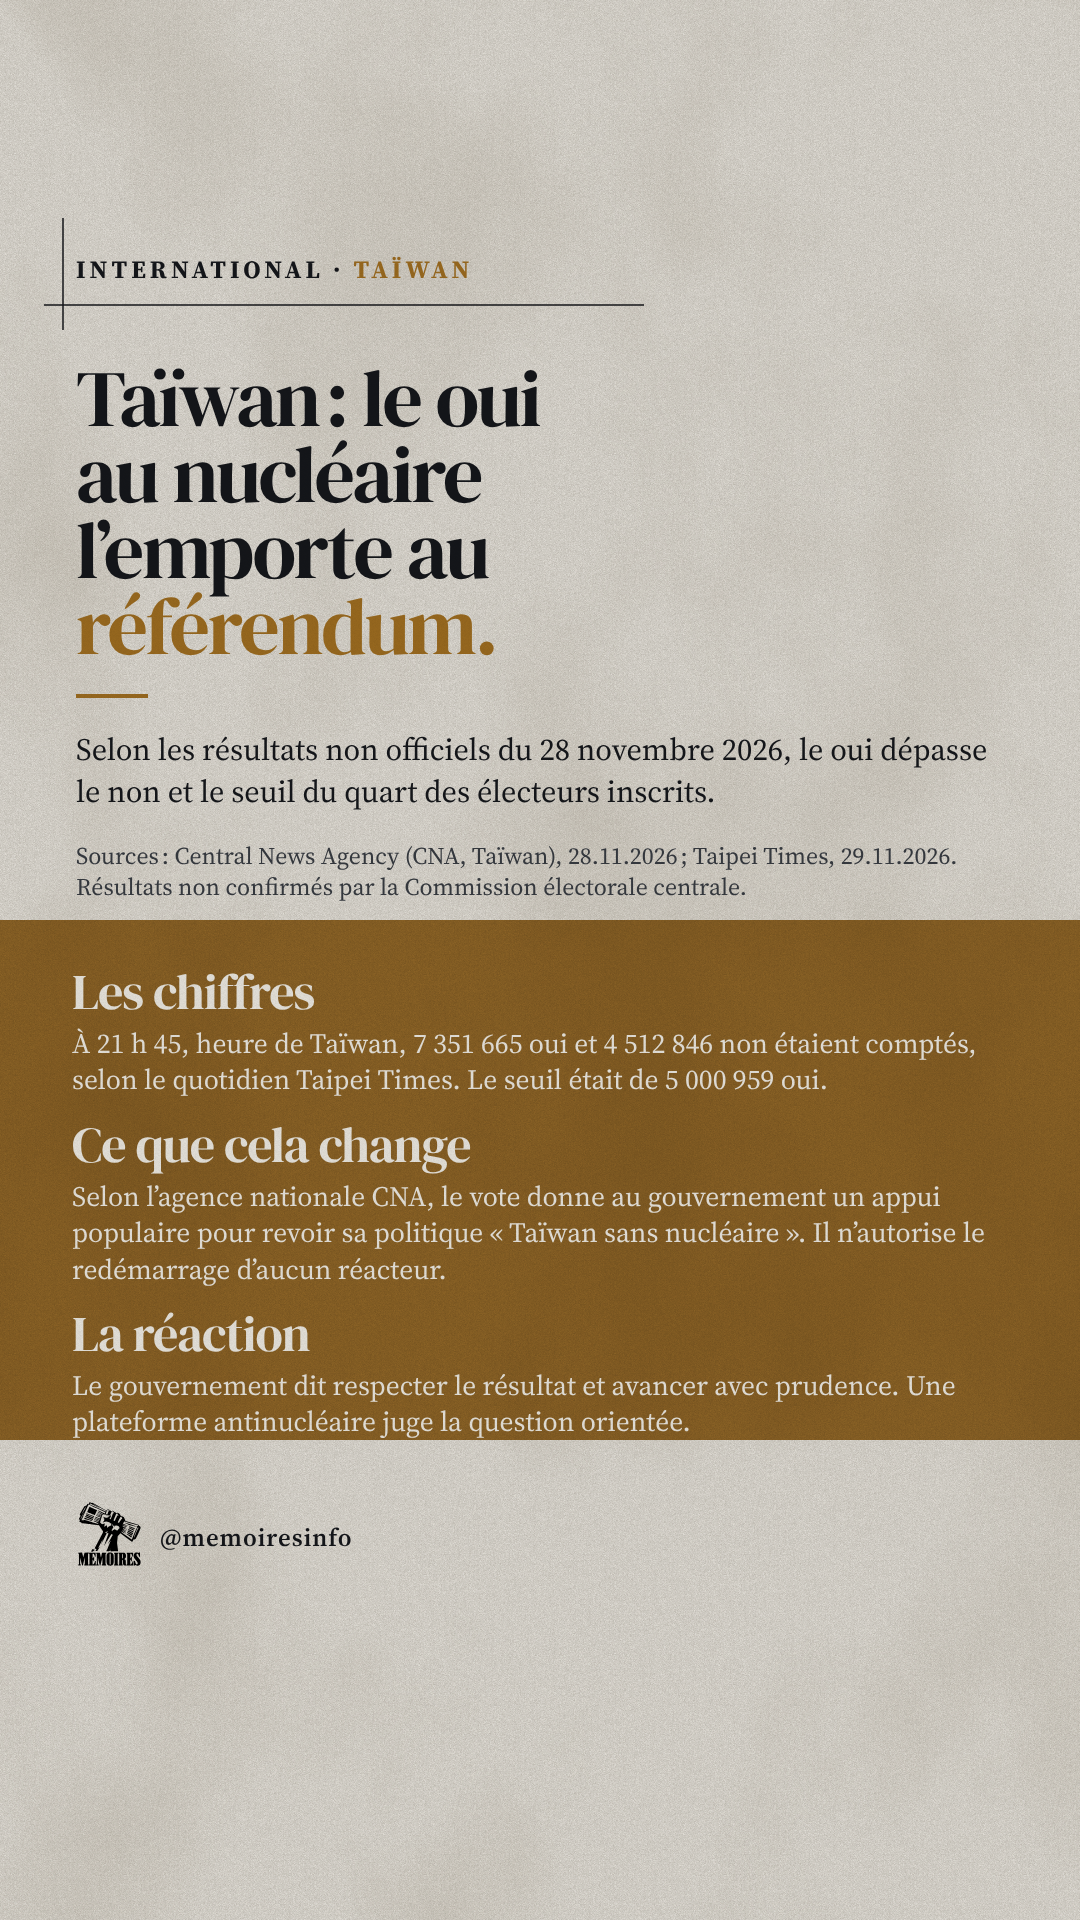 INTERNATIONAL · TAÏWAN
Taïwan : le oui
au nucléaire
l’emporte au
référendum.
Selon les résultats non officiels du 28 novembre 2026, le oui dépasse
le non et le seuil du quart des électeurs inscrits.
Sources : Central News Agency (CNA, Taïwan), 28.11.2026 ; Taipei Times, 29.11.2026.
Résultats non confirmés par la Commission électorale centrale.
Les chiffres
À 21 h 45, heure de Taïwan, 7 351 665 oui et 4 512 846 non étaient comptés,
selon le quotidien Taipei Times. Le seuil était de 5 000 959 oui.
Ce que cela change
Selon l’agence nationale CNA, le vote donne au gouvernement un appui
populaire pour revoir sa politique « Taïwan sans nucléaire ». Il n’autorise le
redémarrage d’aucun réacteur.
La réaction
Le gouvernement dit respecter le résultat et avancer avec prudence. Une
plateforme antinucléaire juge la question orientée.
MÉMOIRES
@memoiresinfo